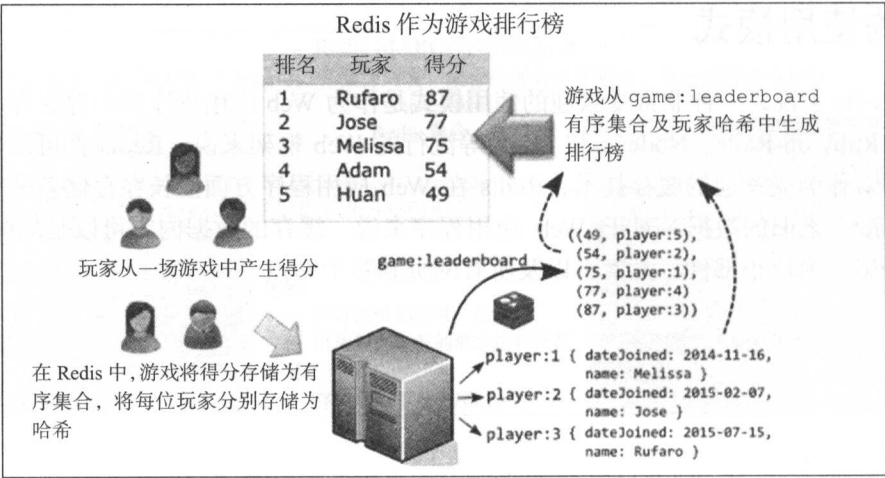 Redis 作为游戏排行榜
排名 玩家 得分
1 Rufaro 87
2 Jose 77
3 Melissa 75
4 Adam 54
5 Huan 49
游戏从 game:leaderboard
有序集合及玩家哈希中生成
排行榜
玩家从一场游戏中产生得分
game:leaderboard
((49, player:5),
(54, player:2),
(75, player:1),
(77, player:4)
(87, player:3))
在 Redis 中，游戏将得分存储为有
序集合，将每位玩家分别存储为
哈希
player:1 { dateJoined: 2014-11-16,
name: Melissa }
player:2 { dateJoined: 2015-02-07,
name: Jose }
player:3 { dateJoined: 2015-07-15,
name: Rufaro }